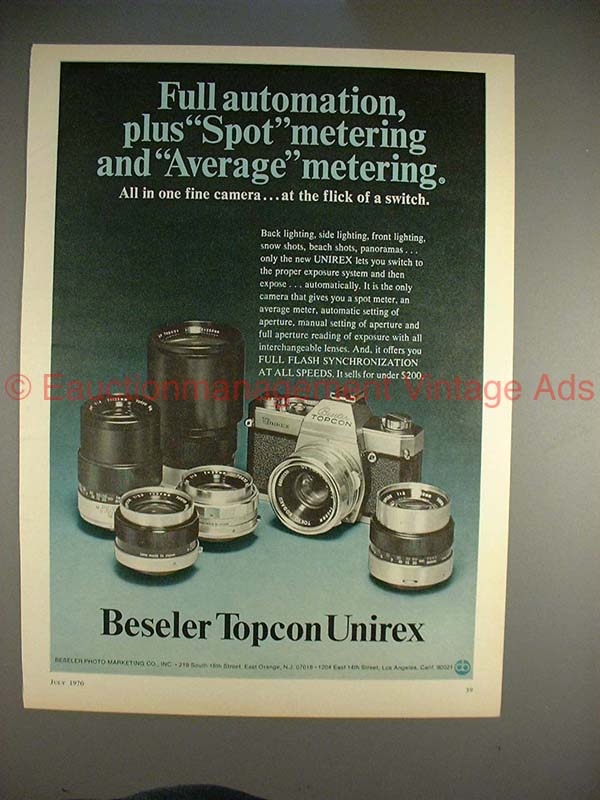 Full automation,
plus "Spot" metering
and "Average" metering.
All in one fine camera...at the flick of a switch.
Back lighting, side lighting, front lighting,
snow shots, beach shots, panoramas...
only the new UNIREX lets you switch to
the proper exposure system and then
expose... automatically. It is the only
camera that gives you a spot meter, an
average meter, automatic setting of
aperture, manual setting of aperture and
full aperture reading of exposure with all
interchangeable lenses. And, it offers you
FULL FLASH SYNCHRONIZATION
AT ALL SPEEDS. It sells for under $200.
© Eauctionmanagement Vintage Ads
Beseler
TOPCON
UNIREX
Beseler Topcon Unirex
BESELER PHOTO MARKETING CO., INC. • 219 South 18th Street, East Orange, N.J. 07018 • 1204 East 14th Street, Los Angeles, Calif. 90021
JULY 1970
39